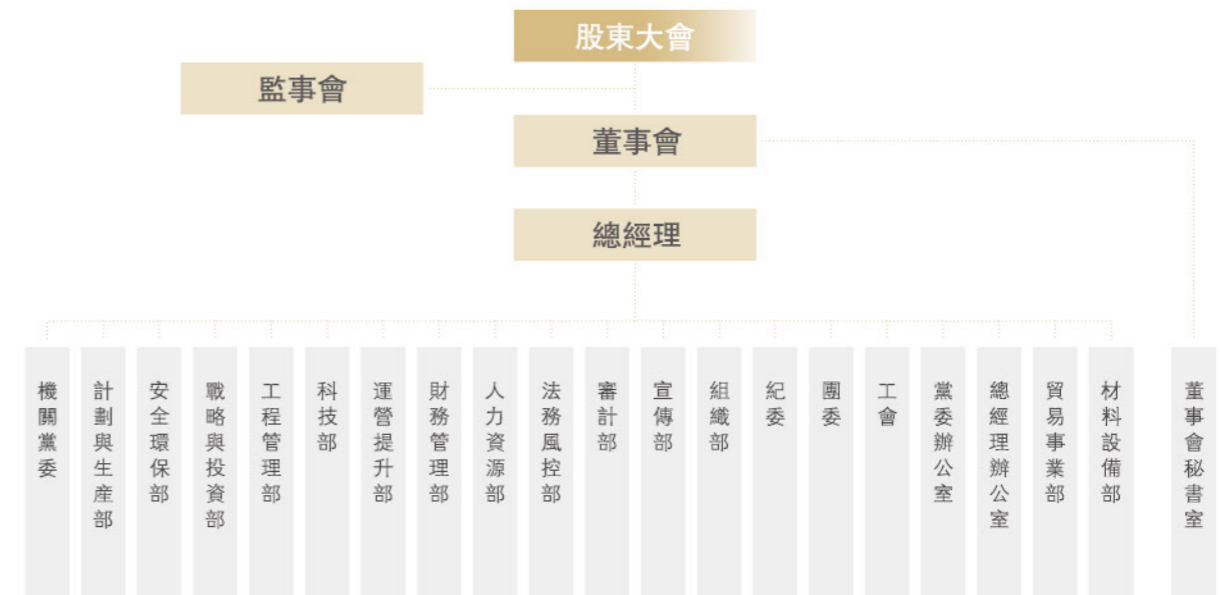 股東大會
監事會
董事會
總經理
機關黨委
計劃與生産部
安全環保部
戰略與投資部
工程管理部
科技部
運營提升部
財務管理部
人力資源部
法務風控部
審計部
宣傳部
組織部
紀委
團委
工會
黨委辦公室
總經理辦公室
貿易事業部
材料設備部
董事會秘書室